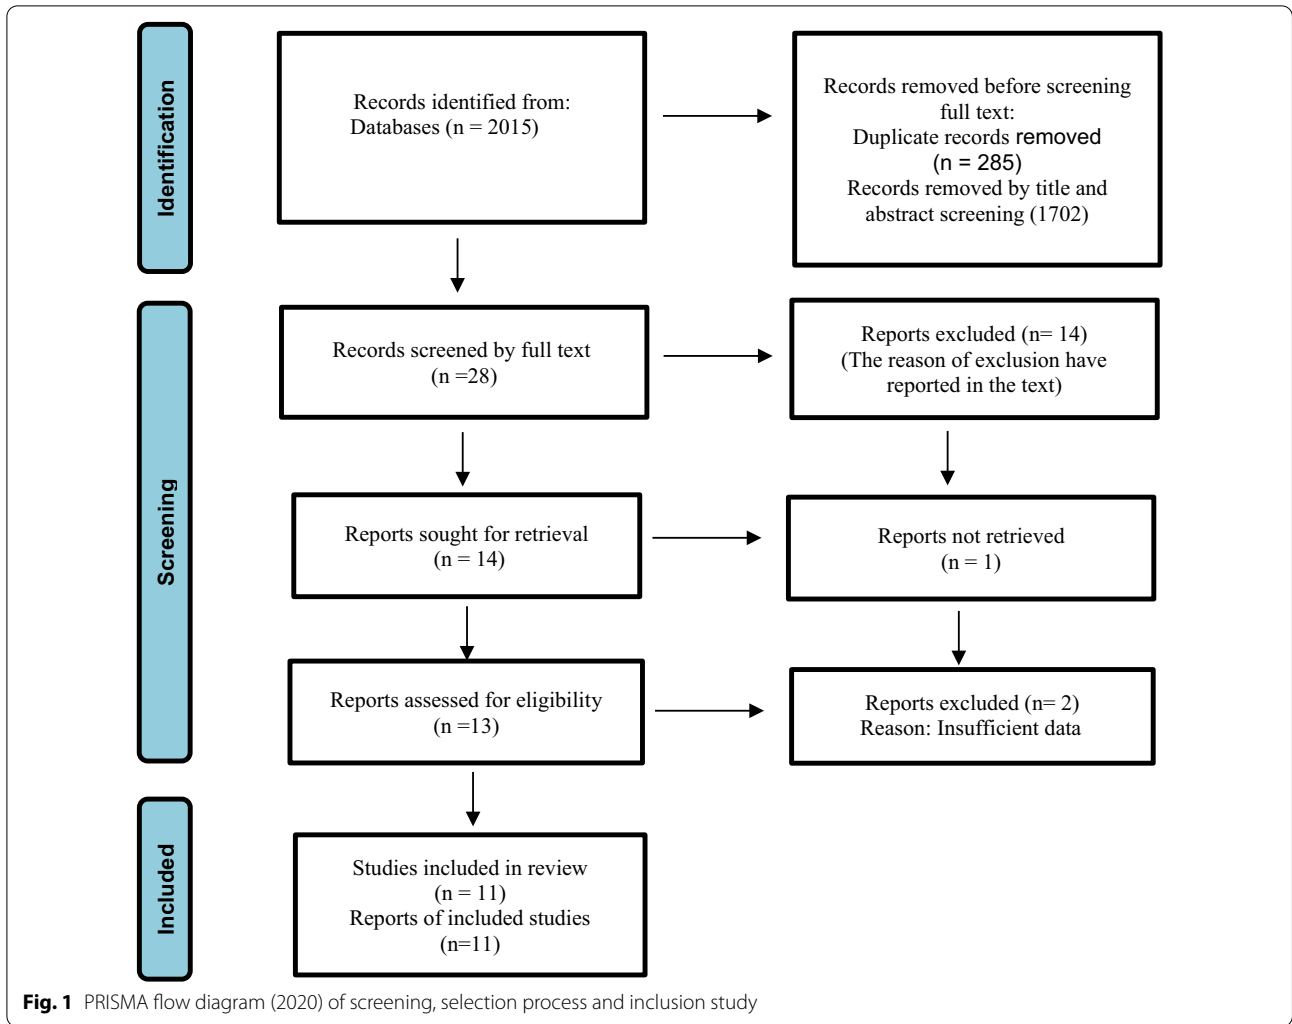 Identification
Records identified from:
Databases (n = 2015)
Records removed before screening
full text:
Duplicate records removed
(n = 285)
Records removed by title and
abstract screening (1702)
Screening
Records screened by full text
(n =28)
Reports excluded (n= 14)
(The reason of exclusion have
reported in the text)
Reports sought for retrieval
(n = 14)
Reports not retrieved
(n = 1)
Reports assessed for eligibility
(n =13)
Reports excluded (n= 2)
Reason: Insufficient data
Included
Studies included in review
(n = 11)
Reports of included studies
(n=11)
Fig. 1 PRISMA flow diagram (2020) of screening, selection process and inclusion study